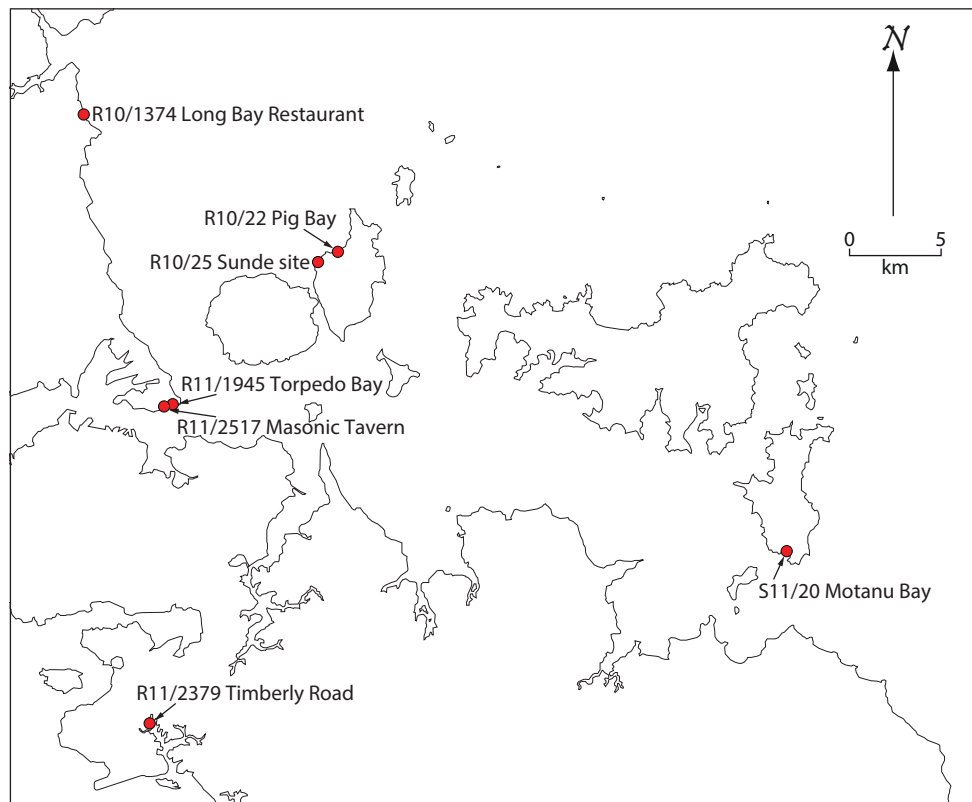 N
R10/1374 Long Bay Restaurant
R10/22 Pig Bay
0 5
km
R10/25 Sunde site
R11/1945 Torpedo Bay
R11/2517 Masonic Tavern
S11/20 Motanu Bay
R11/2379 Timberly Road